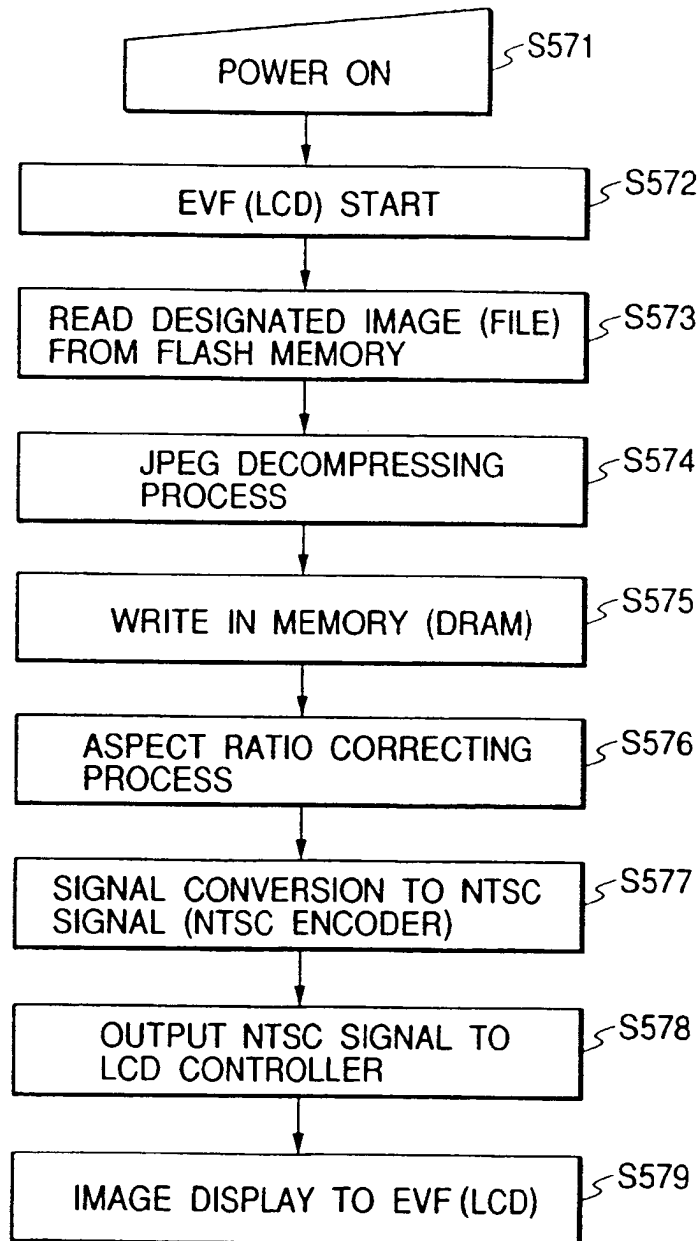 POWER ON
S571
EVF (LCD) START
S572
READ DESIGNATED IMAGE (FILE)
FROM FLASH MEMORY
S573
JPEG DECOMPRESSING
PROCESS
S574
WRITE IN MEMORY (DRAM)
S575
ASPECT RATIO CORRECTING
PROCESS
S576
SIGNAL CONVERSION TO NTSC
SIGNAL (NTSC ENCODER)
S577
OUTPUT NTSC SIGNAL TO
LCD CONTROLLER
S578
IMAGE DISPLAY TO EVF (LCD)
S579